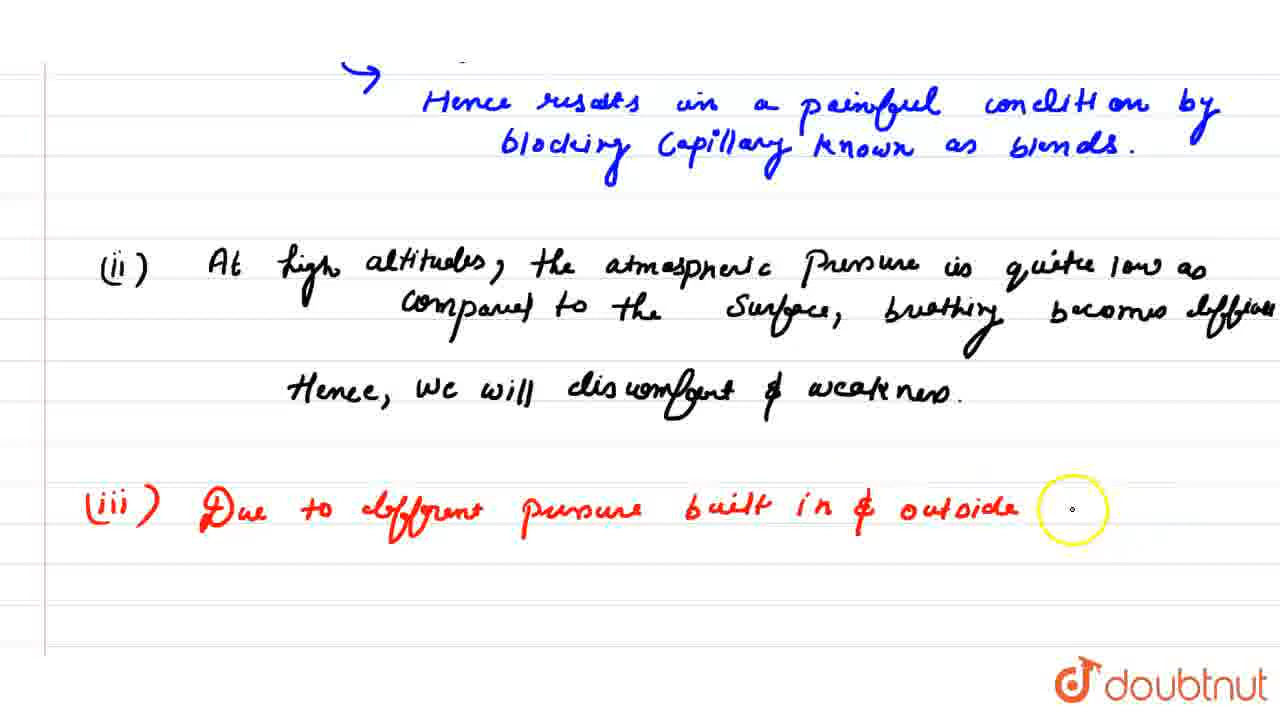 Hence results in a painful condition by
blocking Capillary known as blends.
(ii) At high altitudes, the atmospheric pressure is quite low as
compared to the surface, breathing becomes
Hence, we will discomfort & weakness.
(iii) Due to different pressure built in & outside
doubtnut